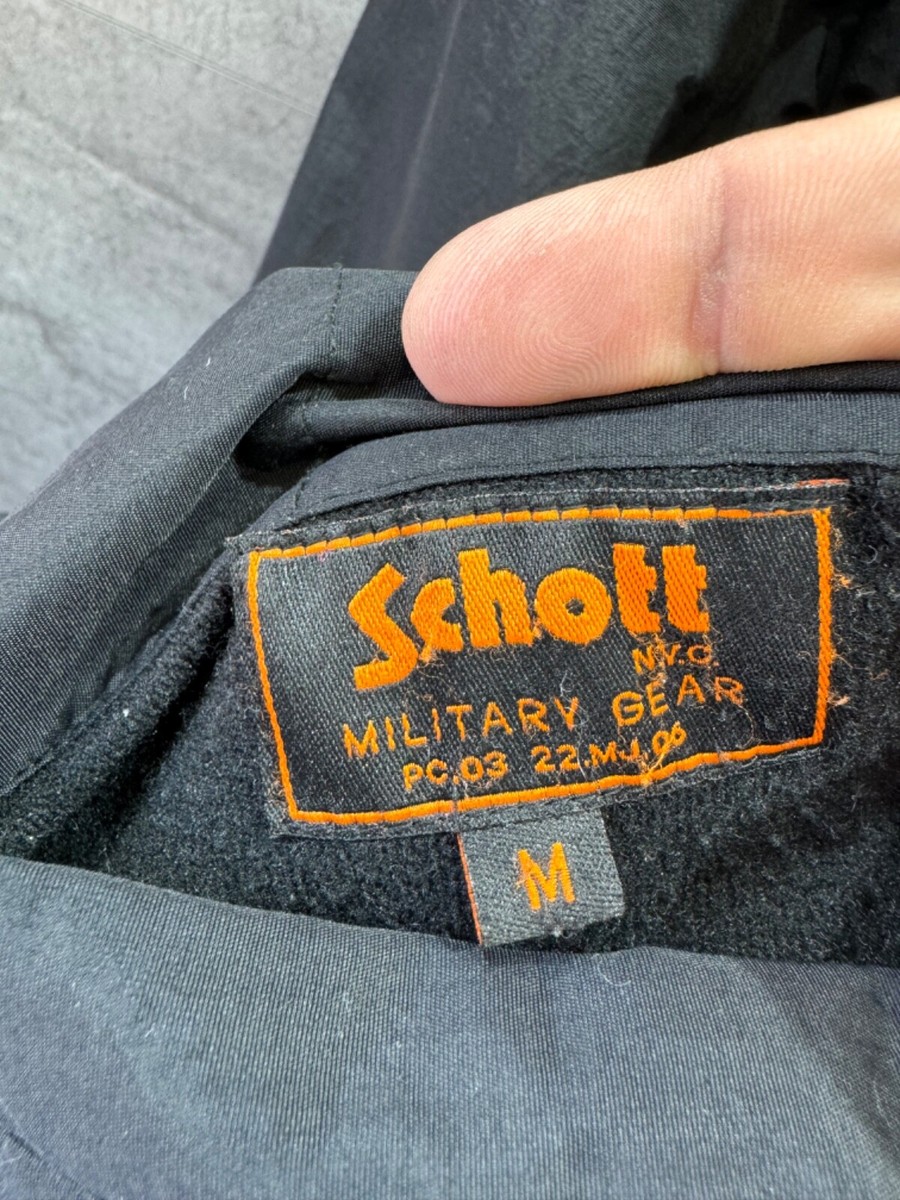 Schott
N.Y.C.
MILITARY GEAR
PC.03 22.MJ.06
M